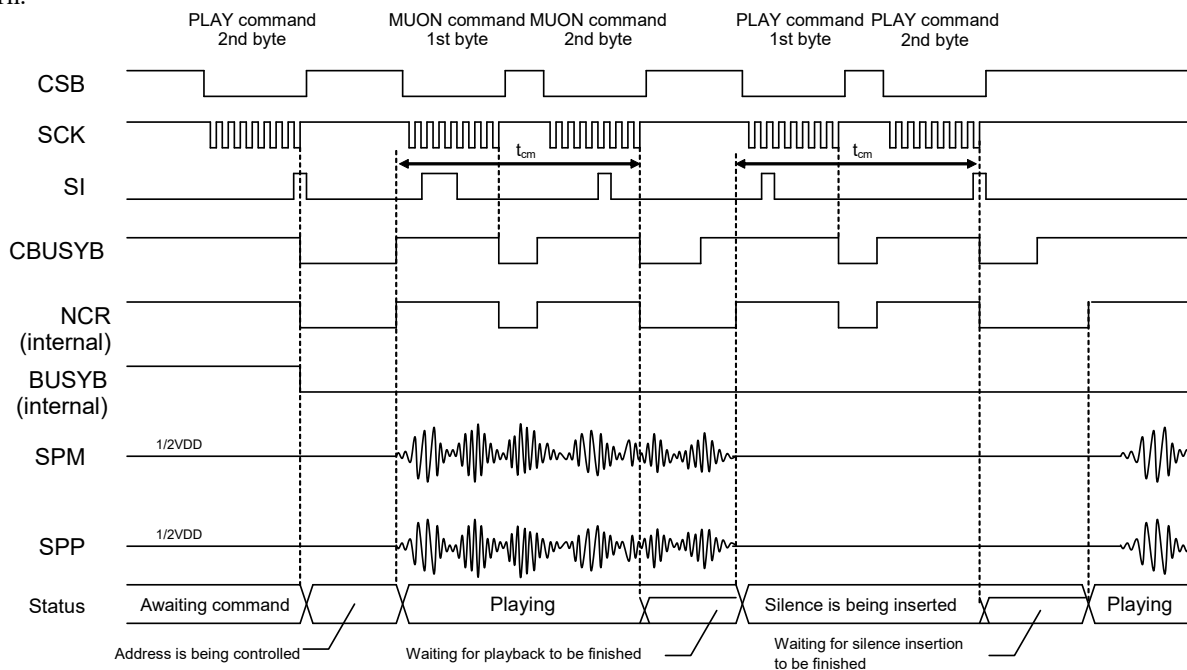 PLAY command MUON command MUON command PLAY command PLAY command
2nd byte 1st byte 2nd byte 1st byte 2nd byte
CSB
SCK
tcm tcm
SI
CBUSYB
NCR
(internal)
BUSYB
(internal)
1/2VDD
SPM
1/2VDD
SPP
Status Awaiting command Playing Silence is being inserted Playing
Address is being controlled Waiting for playback to be finished Waiting for silence insertion
to be finished